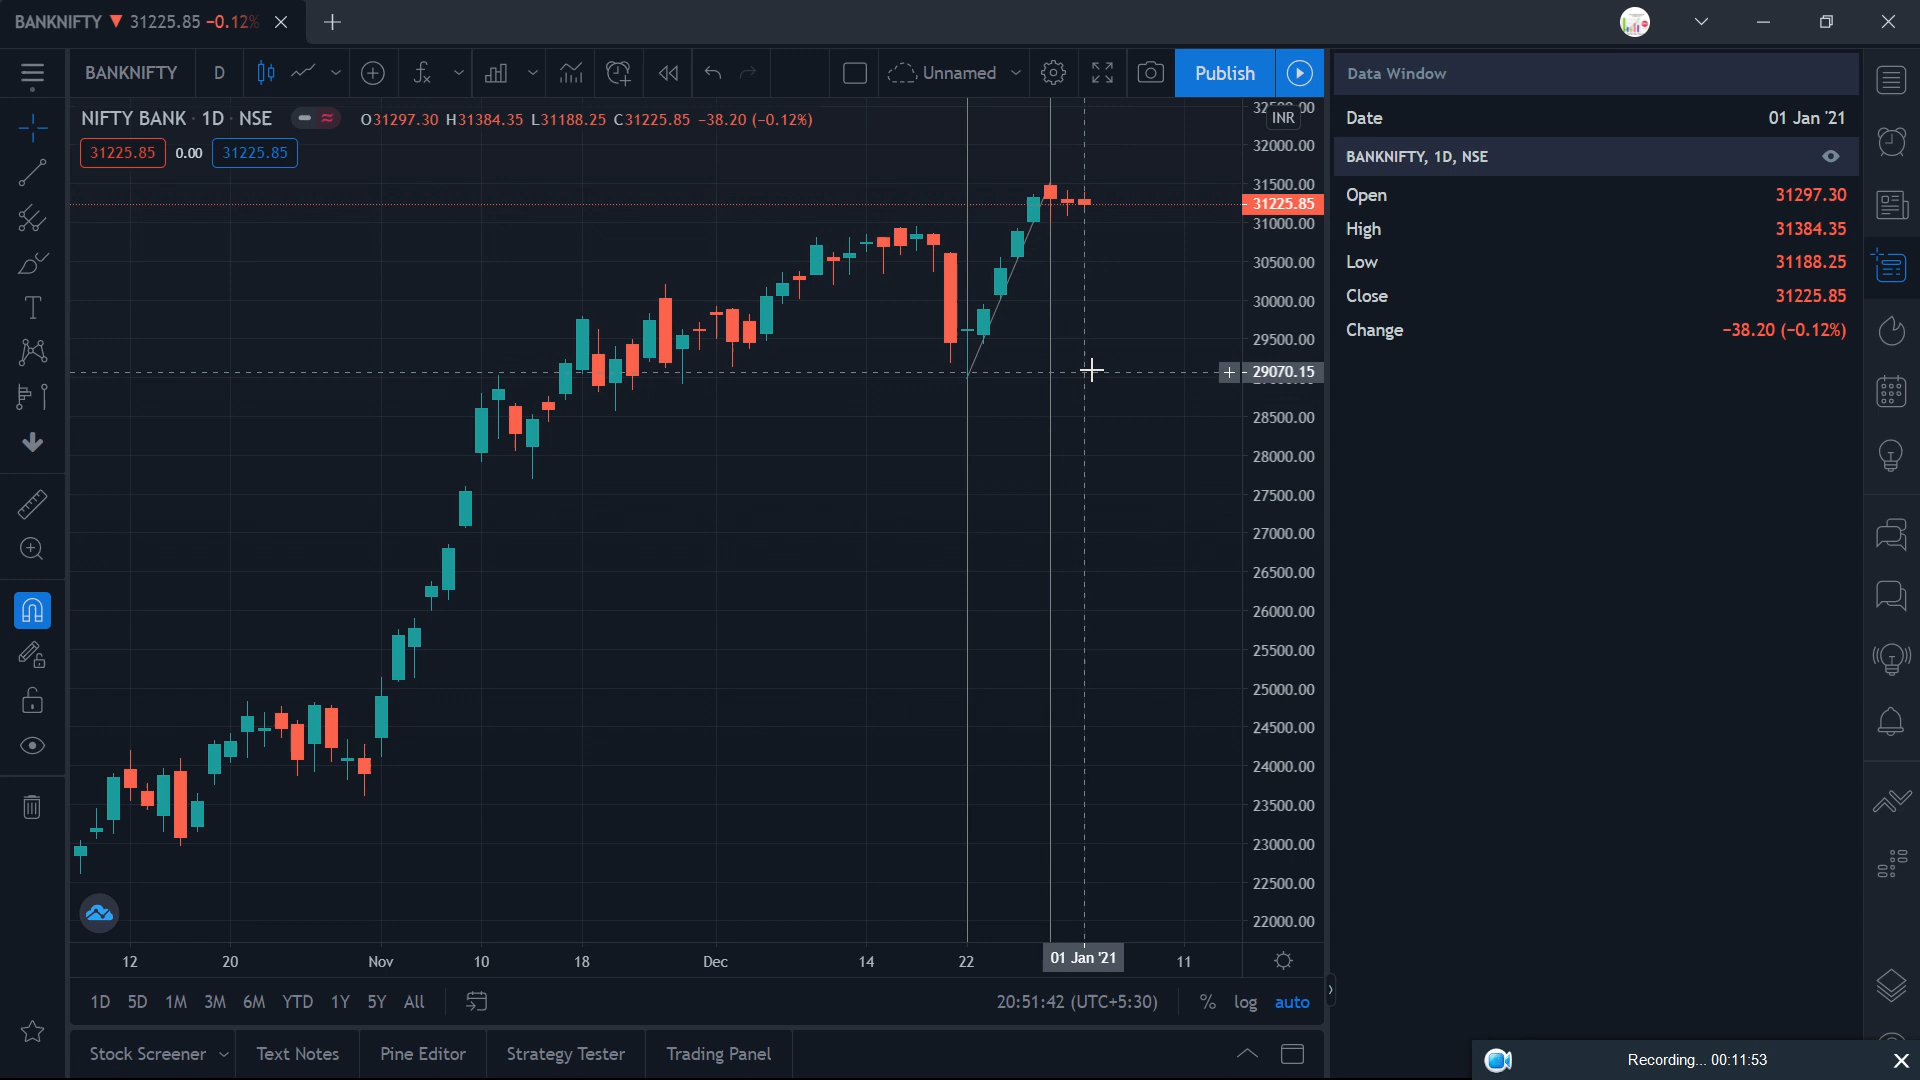 BANKNIFTY ▼ 31225.85 −0.12%
BANKNIFTY D
Unnamed
Publish
NIFTY BANK · 1D · NSE
O31297.30 H31384.35 L31188.25 C31225.85 −38.20 (−0.12%)
31225.85 0.00 31225.85
INR
32000.00
31500.00
31225.85
31000.00
30500.00
30000.00
29500.00
29070.15
28500.00
28000.00
27500.00
27000.00
26500.00
26000.00
25500.00
25000.00
24500.00
24000.00
23500.00
23000.00
22500.00
22000.00
12 20 Nov 10 18 Dec 14 22 01 Jan '21 11
1D 5D 1M 3M 6M YTD 1Y 5Y All
20:51:42 (UTC+5:30) % log auto
Stock Screener Text Notes Pine Editor Strategy Tester Trading Panel
Data Window
Date 01 Jan '21
BANKNIFTY, 1D, NSE
Open 31297.30
High 31384.35
Low 31188.25
Close 31225.85
Change −38.20 (−0.12%)
Recording... 00:11:53